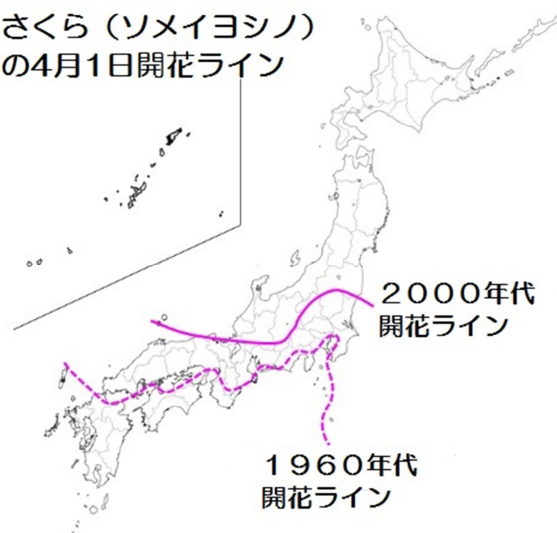 さくら（ソメイヨシノ）
の4月1日開花ライン
２０００年代
開花ライン
１９６０年代
開花ライン